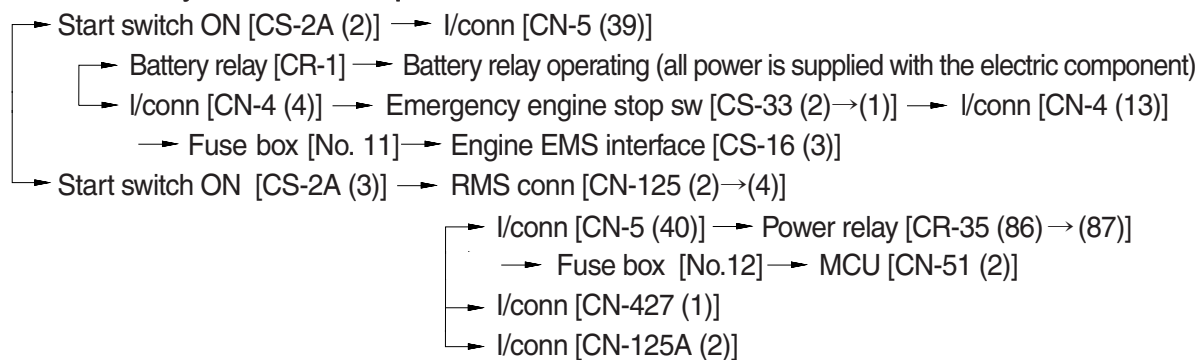 Start switch ON [CS-2A (2)] → I/conn [CN-5 (39)]
Battery relay [CR-1] → Battery relay operating (all power is supplied with the electric component)
I/conn [CN-4 (4)] → Emergency engine stop sw [CS-33 (2)→(1)] → I/conn [CN-4 (13)]
→ Fuse box [No. 11] → Engine EMS interface [CS-16 (3)]
Start switch ON [CS-2A (3)] → RMS conn [CN-125 (2)→(4)]
I/conn [CN-5 (40)] → Power relay [CR-35 (86) → (87)]
→ Fuse box [No.12] → MCU [CN-51 (2)]
I/conn [CN-427 (1)]
I/conn [CN-125A (2)]